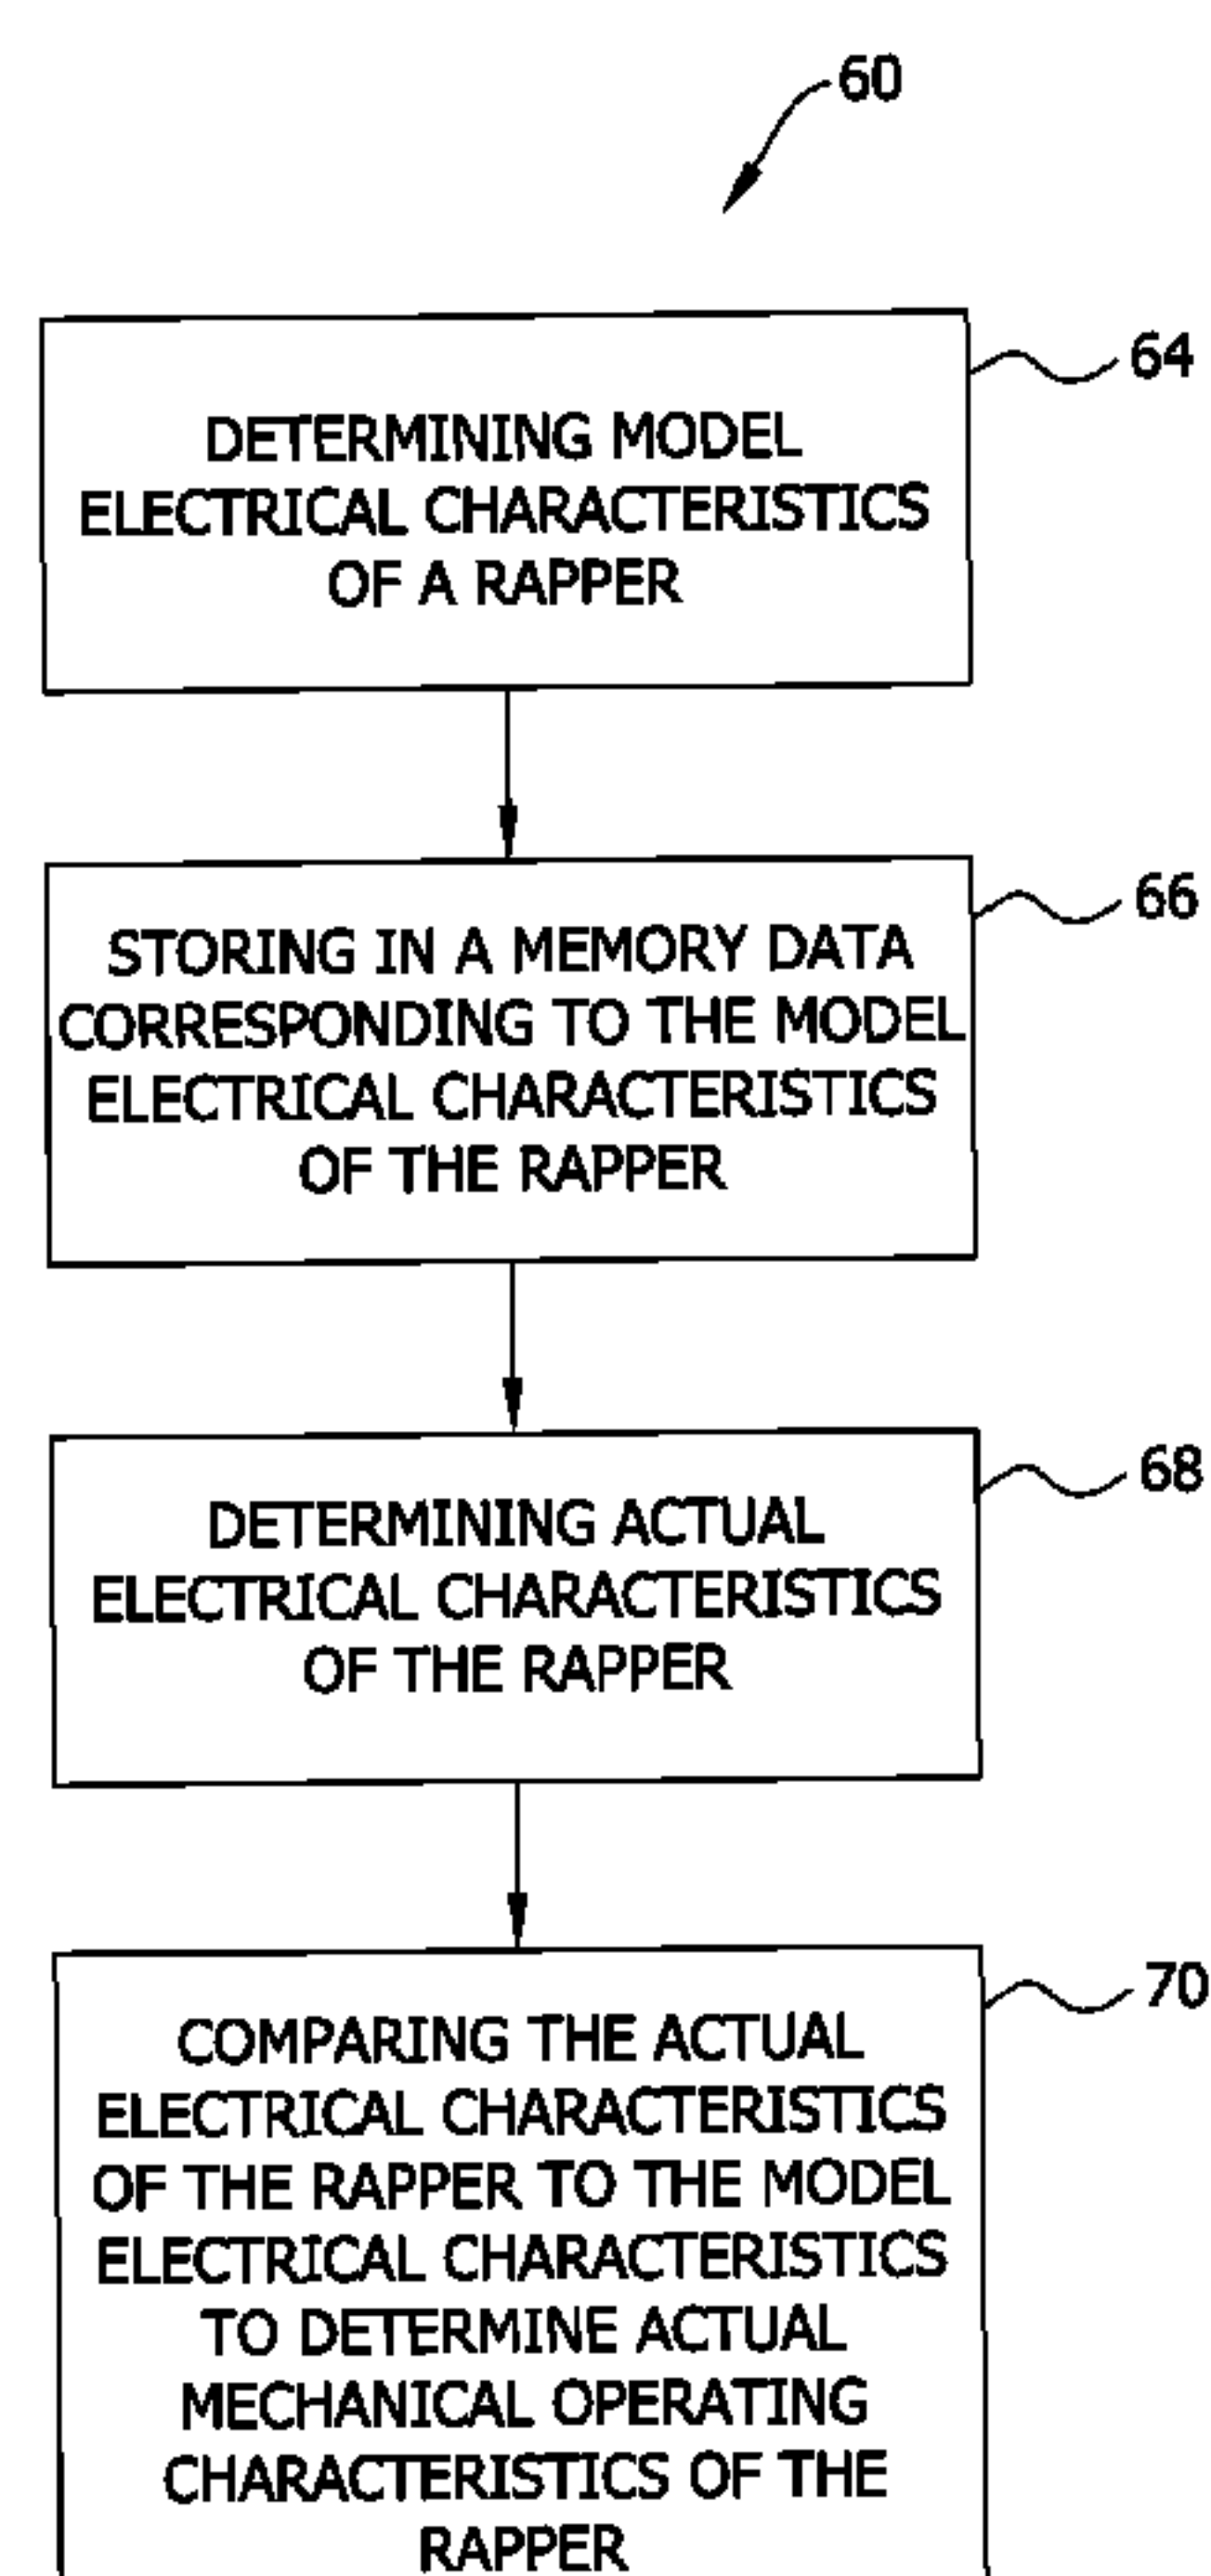 60
DETERMINING MODEL
ELECTRICAL CHARACTERISTICS
OF A RAPPER
64
STORING IN A MEMORY DATA
CORRESPONDING TO THE MODEL
ELECTRICAL CHARACTERISTICS
OF THE RAPPER
66
DETERMINING ACTUAL
ELECTRICAL CHARACTERISTICS
OF THE RAPPER
68
COMPARING THE ACTUAL
ELECTRICAL CHARACTERISTICS
OF THE RAPPER TO THE MODEL
ELECTRICAL CHARACTERISTICS
TO DETERMINE ACTUAL
MECHANICAL OPERATING
CHARACTERISTICS OF THE
RAPPER
70